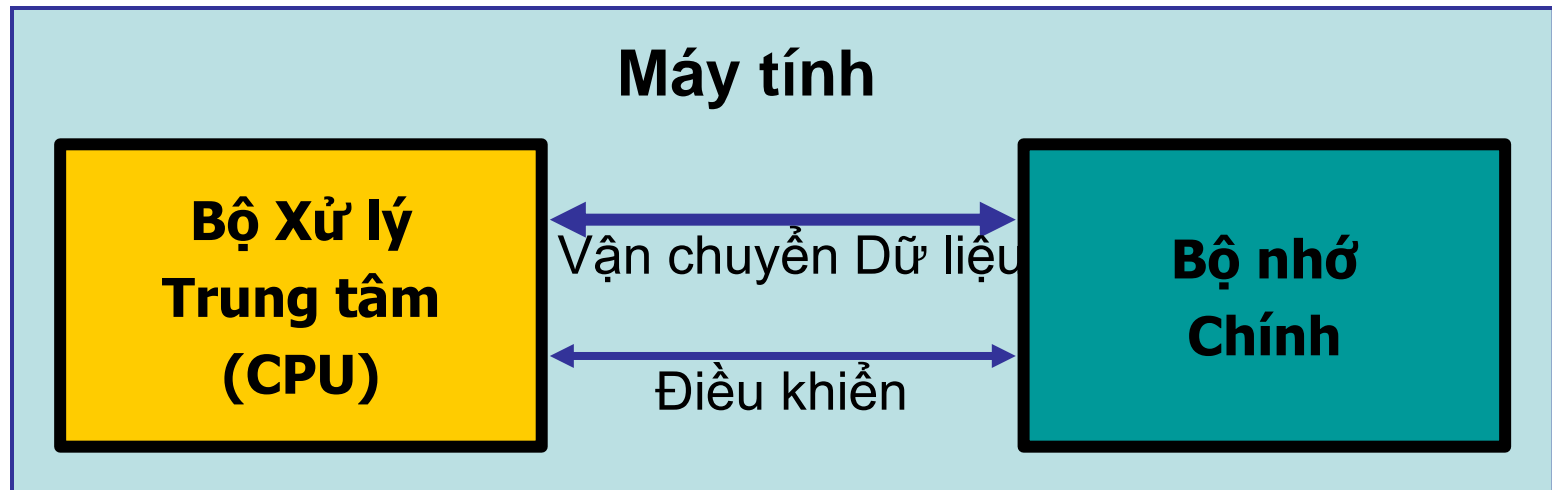 Máy tính
Bộ Xử lý
Trung tâm
(CPU)
Vận chuyển Dữ liệu
Điều khiển
Bộ nhớ
Chính